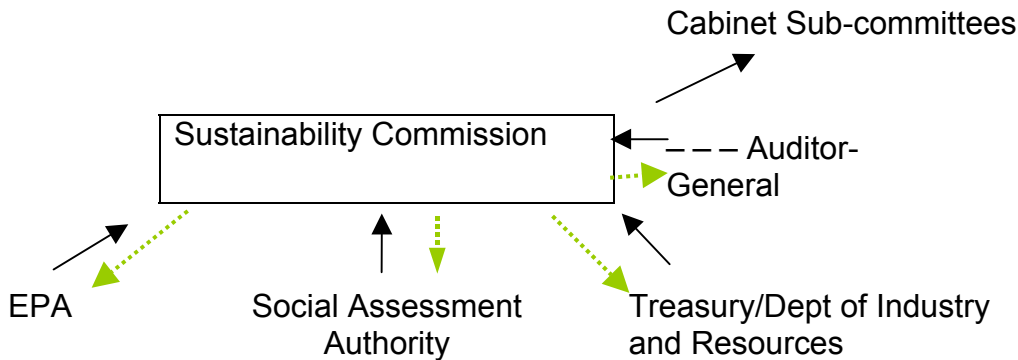 Cabinet Sub-committees
Sustainability Commission
– – – Auditor-
General
EPA
Social Assessment
Authority
Treasury/Dept of Industry
and Resources